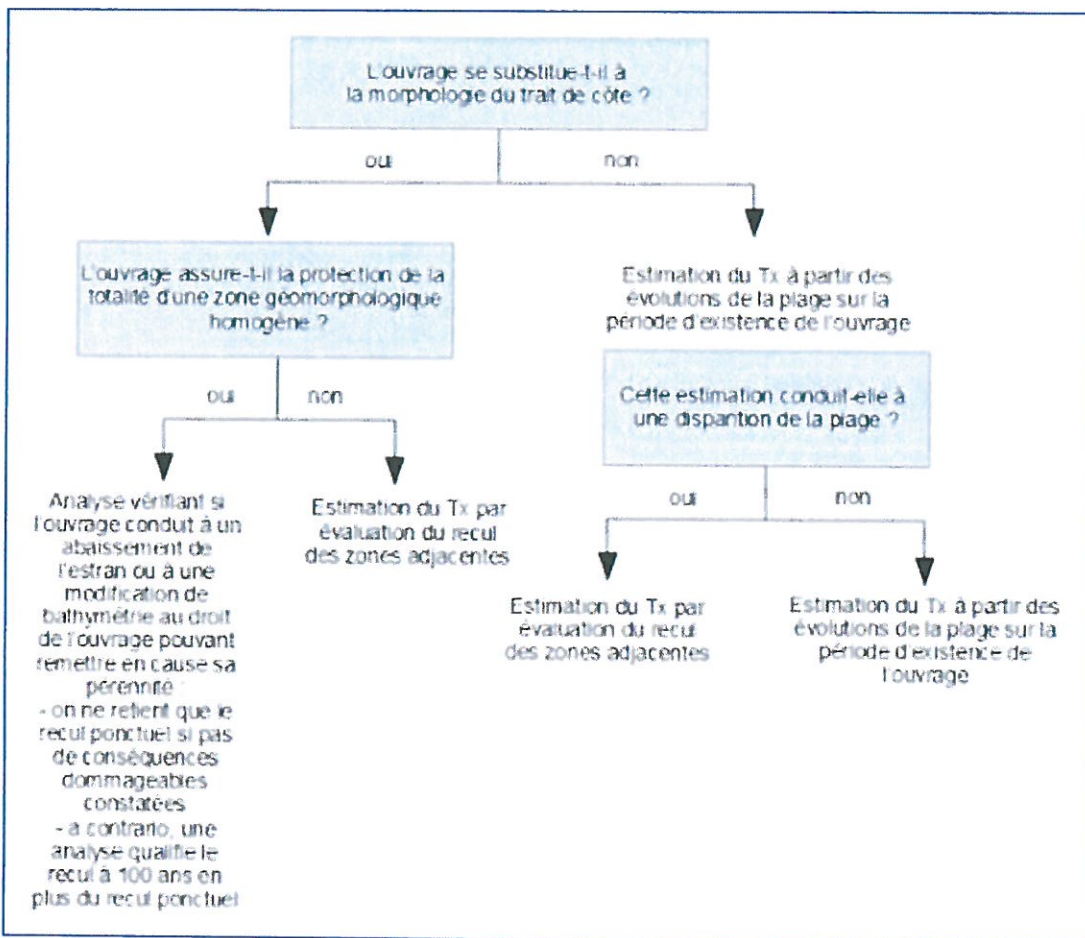 L'ouvrage se substitue-t-il à
la morphologie du trait de côte ?
oui
non
L'ouvrage assure-t-il la protection de la
totalité d'une zone géomorphologique
homogène ?
Estimation du Tx à partir des
évolutions de la plage sur la
période d'existence de l'ouvrage
oui
non
Cette estimation conduit-elle à
une disparition de la plage ?
Analyse vérifiant si
l'ouvrage conduit à un
abaissement de
l'estran ou à une
modification de
bathymétrie au droit
de l'ouvrage pouvant
remettre en cause sa
pérennité :
- on ne retient que le
recul ponctuel si pas
de conséquences
dommageables
constatées
- a contrario, une
analyse qualifie le
recul à 100 ans en
plus du recul ponctuel
Estimation du Tx par
évaluation du recul
des zones adjacentes
oui
non
Estimation du Tx par
évaluation du recul
des zones adjacentes
Estimation du Tx à partir des
évolutions de la plage sur la
période d'existence de
l'ouvrage